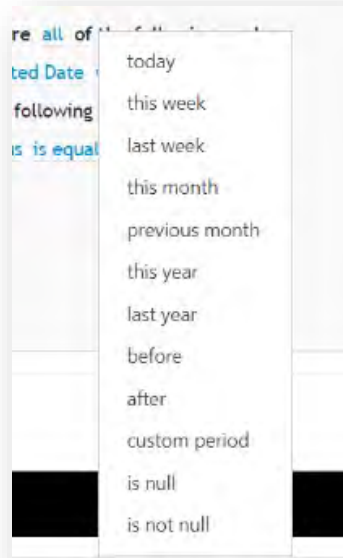 re all of
ted Date
following
is equal
today
this week
last week
this month
previous month
this year
last year
before
after
custom period
is null
is not null